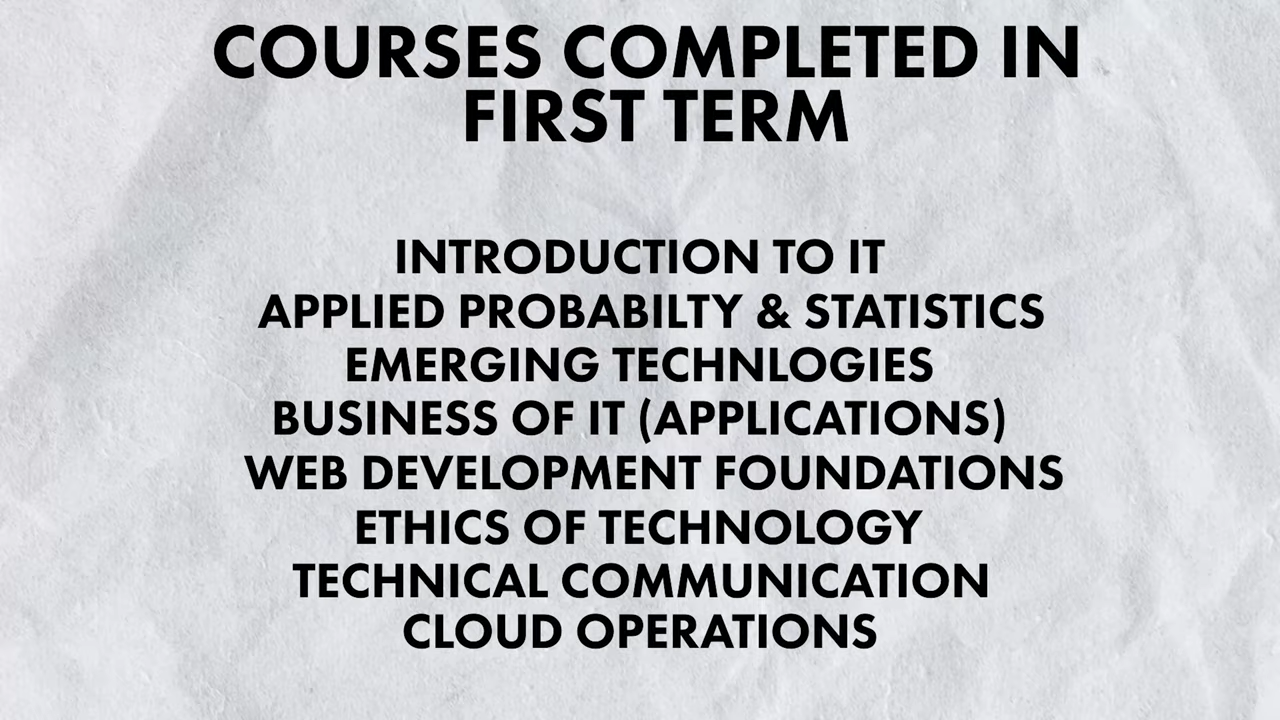 COURSES COMPLETED IN
FIRST TERM
INTRODUCTION TO IT
APPLIED PROBABILTY & STATISTICS
EMERGING TECHNLOGIES
BUSINESS OF IT (APPLICATIONS)
WEB DEVELOPMENT FOUNDATIONS
ETHICS OF TECHNOLOGY
TECHNICAL COMMUNICATION
CLOUD OPERATIONS